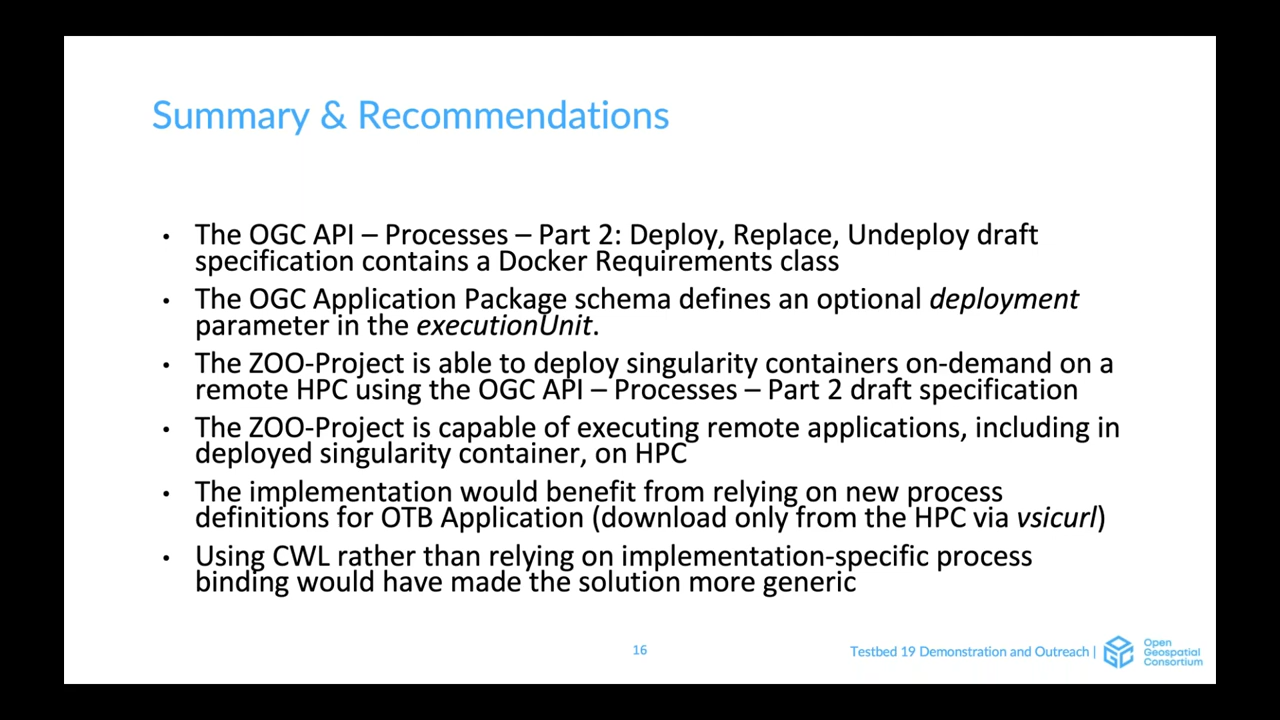 Summary & Recommendations
• The OGC API – Processes – Part 2: Deploy, Replace, Undeploy draft
specification contains a Docker Requirements class
• The OGC Application Package schema defines an optional deployment
parameter in the executionUnit.
• The ZOO-Project is able to deploy singularity containers on-demand on a
remote HPC using the OGC API – Processes – Part 2 draft specification
• The ZOO-Project is capable of executing remote applications, including in
deployed singularity container, on HPC
• The implementation would benefit from relying on new process
definitions for OTB Application (download only from the HPC via vsicurl)
• Using CWL rather than relying on implementation-specific process
binding would have made the solution more generic
16
Testbed 19 Demonstration and Outreach |
Open
Geospatial
Consortium